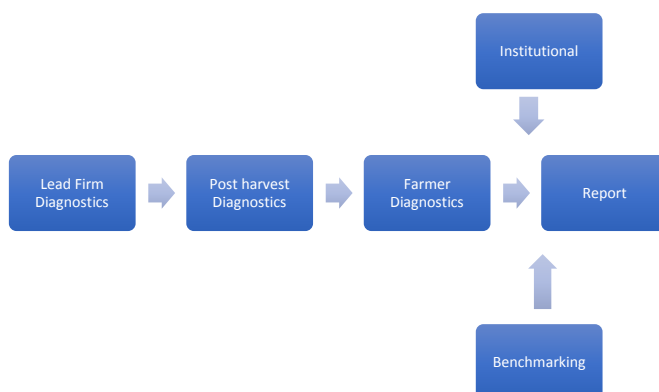 Institutional
Lead Firm
Diagnostics
Post harvest
Diagnostics
Farmer
Diagnostics
Report
Benchmarking